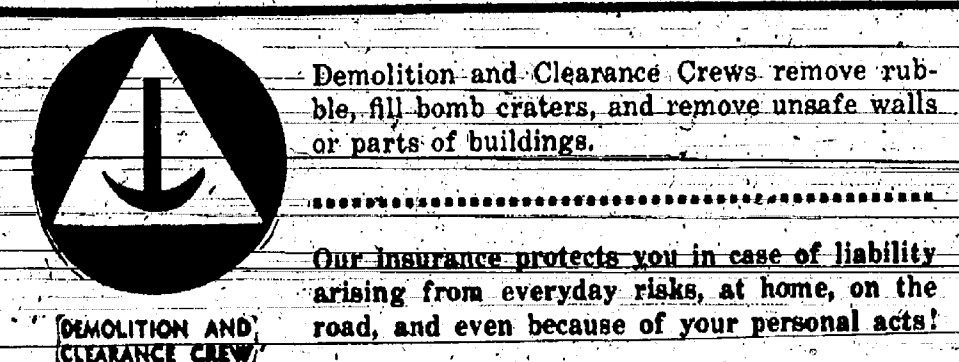 Demolition and Clearance Crews remove rub-
ble, fill bomb craters, and remove unsafe walls
or parts of buildings.
Our insurance protects you in case of liability
arising from everyday risks, at home, on the
road, and even because of your personal acts!
DEMOLITION AND
CLEARANCE CREW